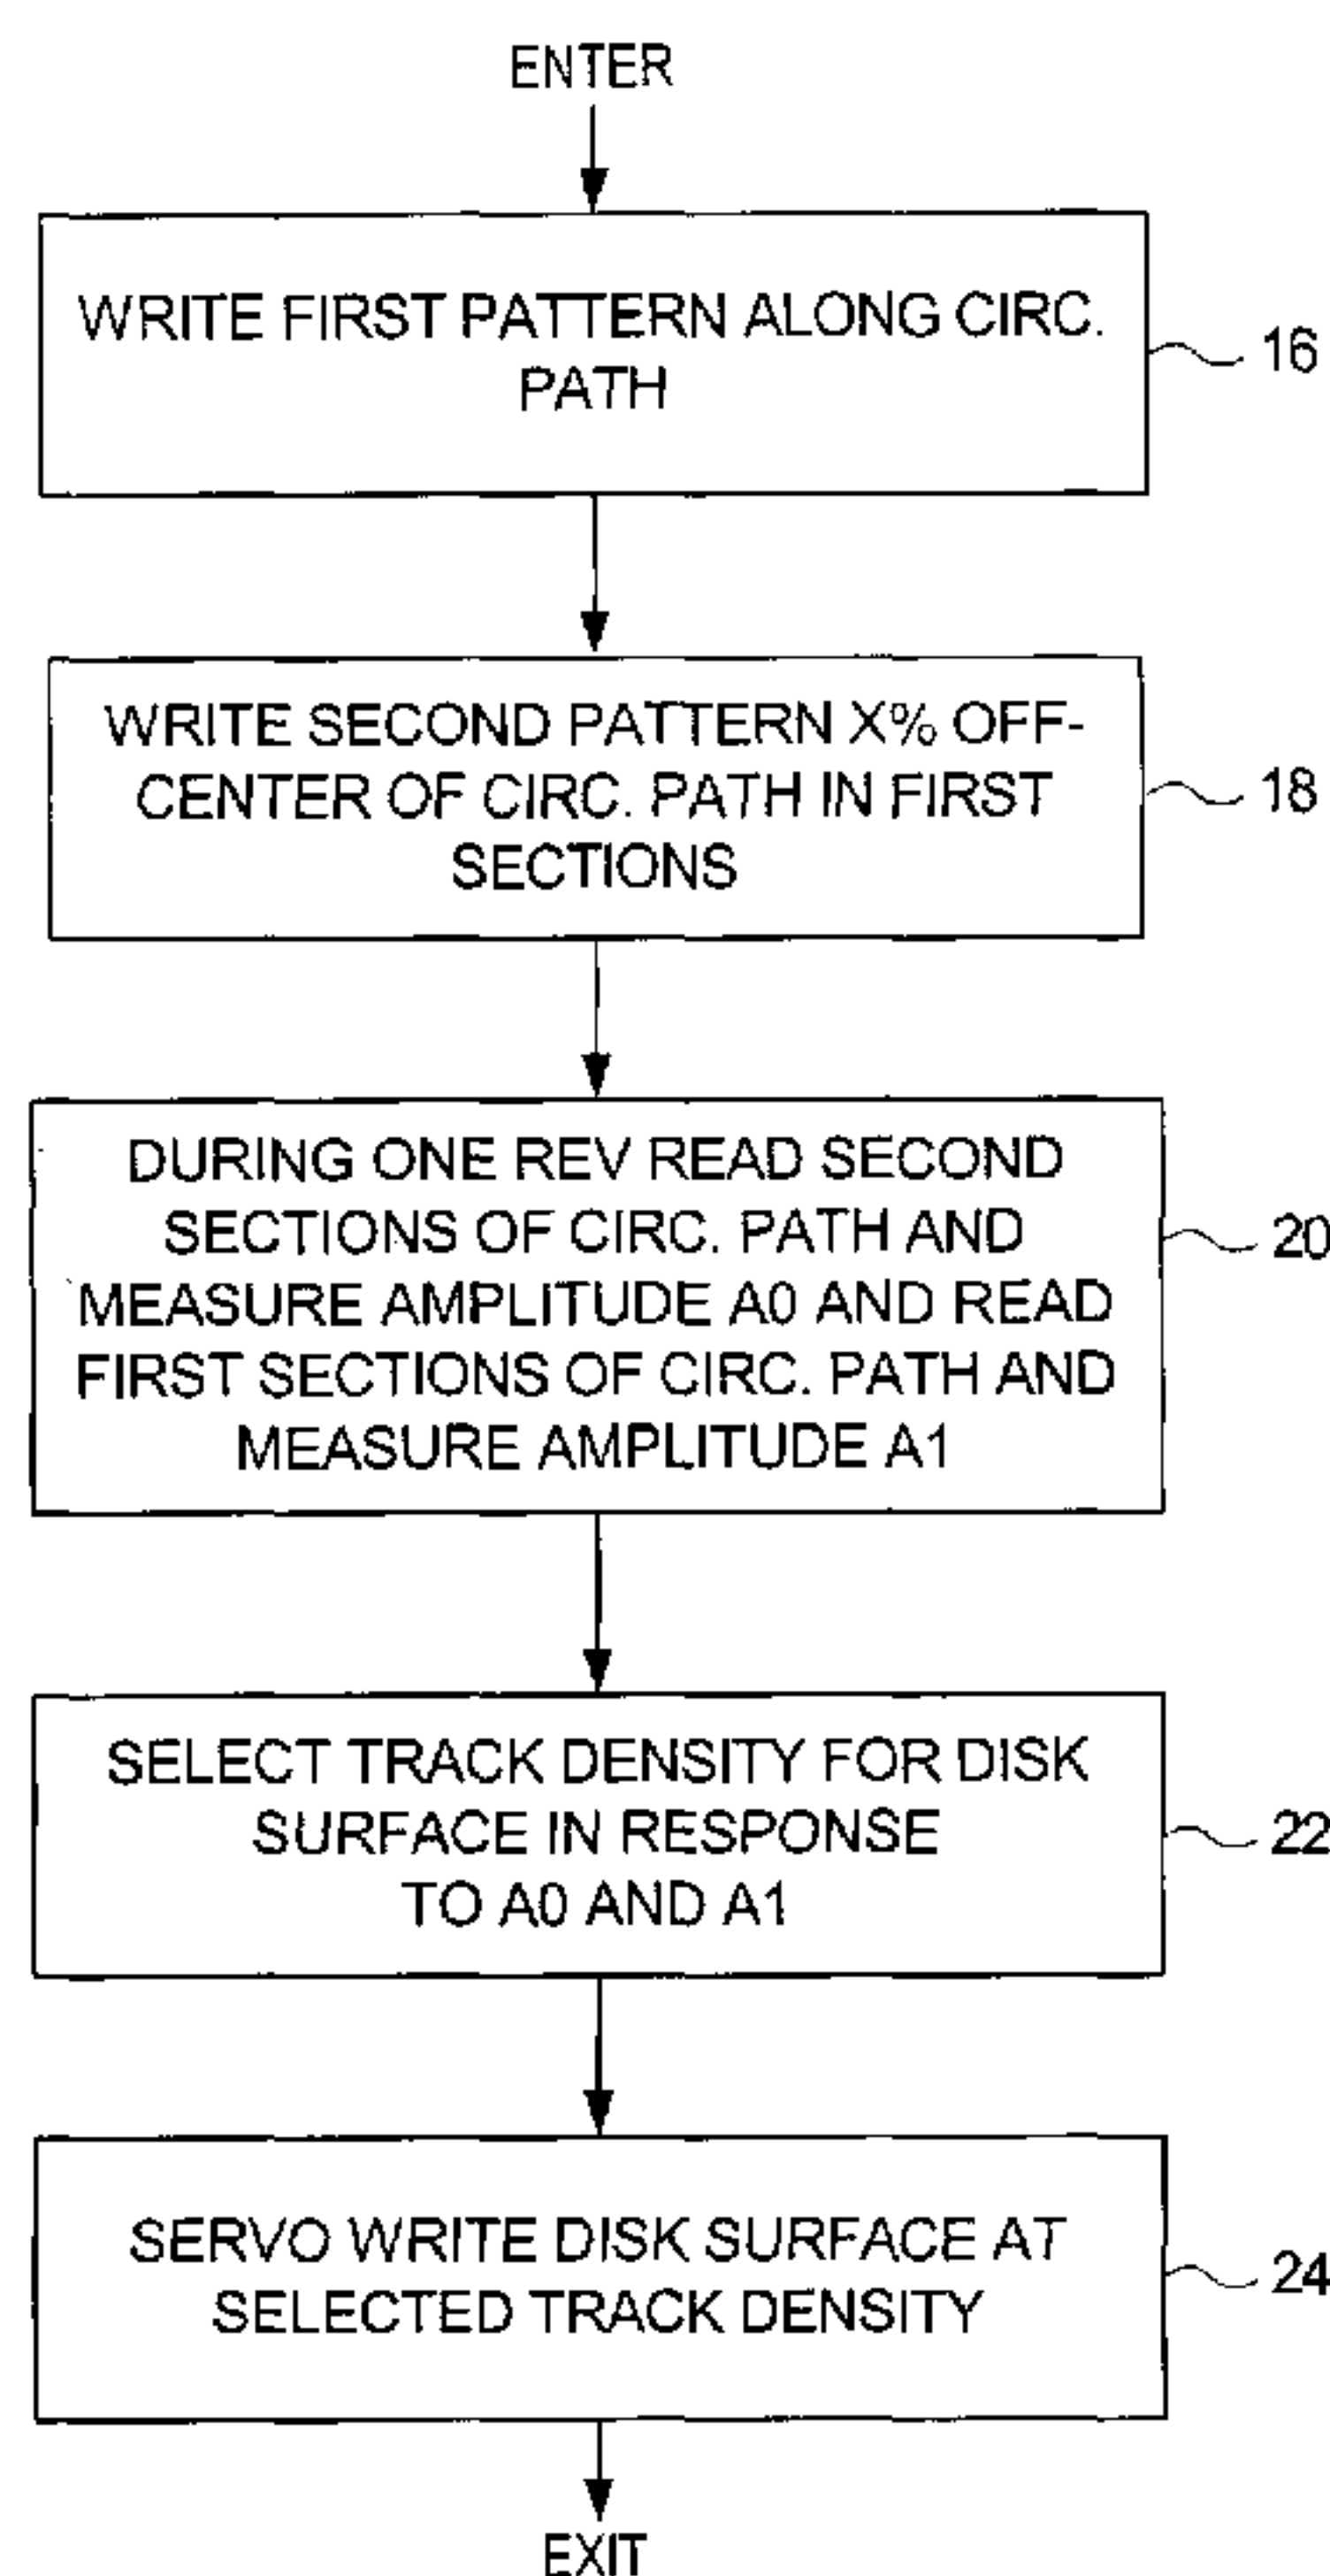 ENTER
WRITE FIRST PATTERN ALONG CIRC.
PATH
16
WRITE SECOND PATTERN X% OFF-
CENTER OF CIRC. PATH IN FIRST
SECTIONS
18
DURING ONE REV READ SECOND
SECTIONS OF CIRC. PATH AND
MEASURE AMPLITUDE A0 AND READ
FIRST SECTIONS OF CIRC. PATH AND
MEASURE AMPLITUDE A1
20
SELECT TRACK DENSITY FOR DISK
SURFACE IN RESPONSE
TO A0 AND A1
22
SERVO WRITE DISK SURFACE AT
SELECTED TRACK DENSITY
24
EXIT